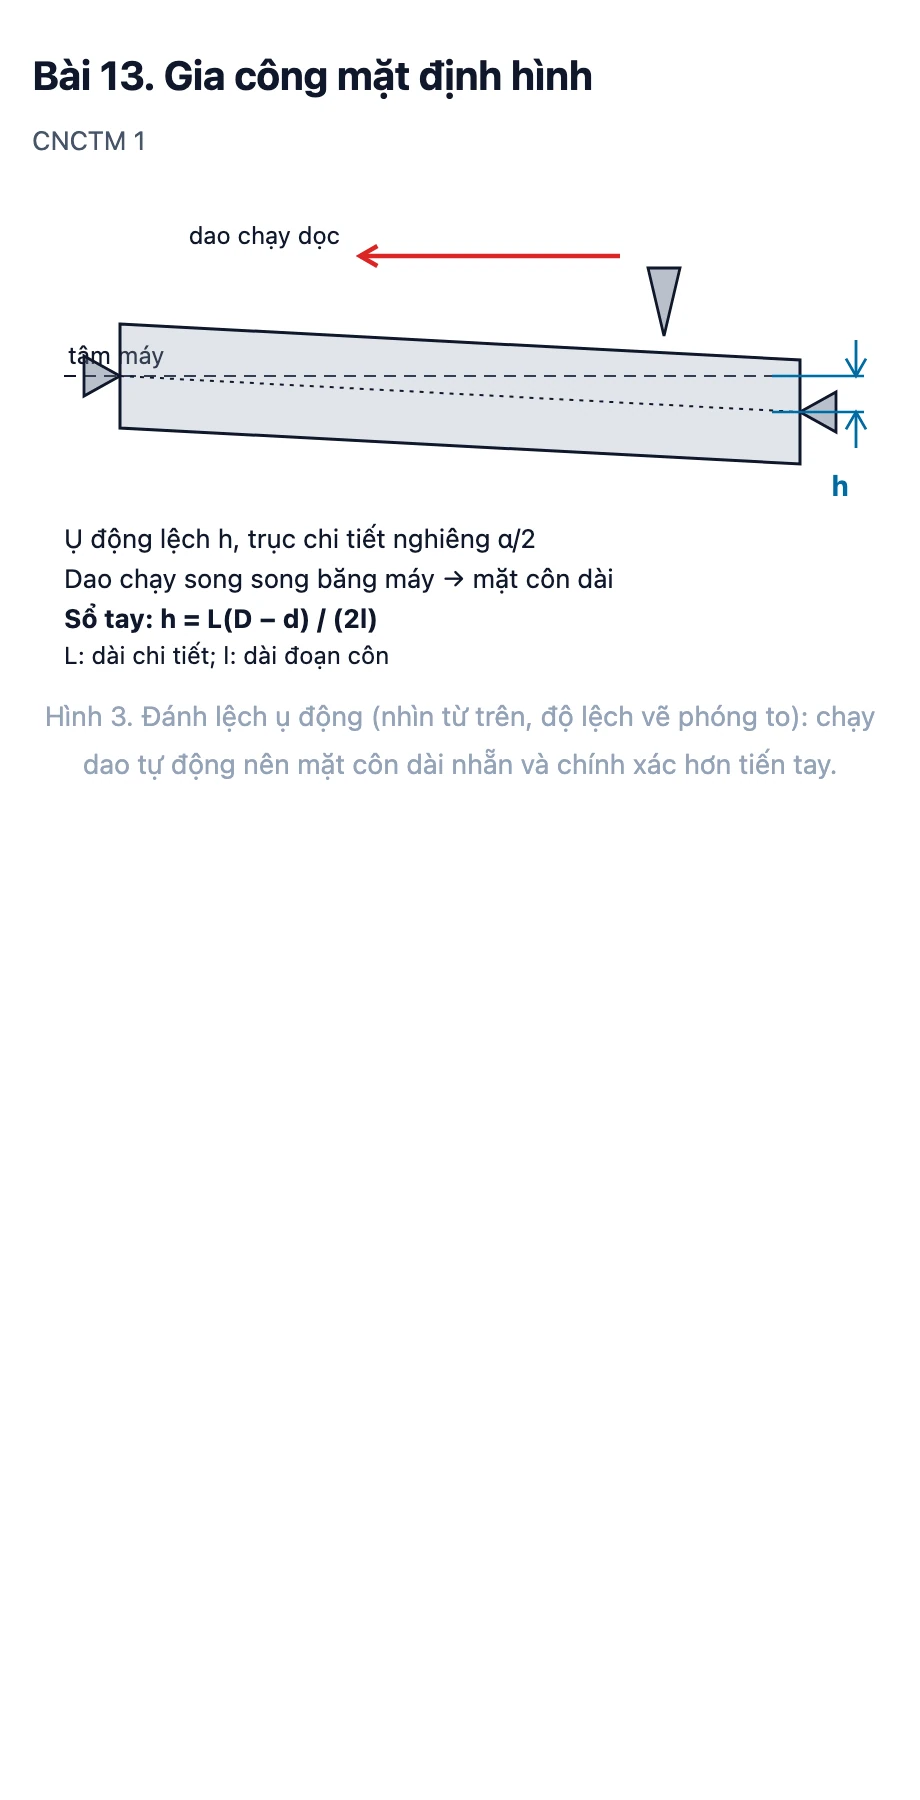 Bài 13. Gia công mặt định hình
CNCTM 1
dao chạy dọc
tâm máy
h
Ụ động lệch h, trục chi tiết nghiêng α/2
Dao chạy song song băng máy → mặt côn dài
Sổ tay: h = L(D − d) / (2l)
L: dài chi tiết; l: dài đoạn côn
Hình 3. Đánh lệch ụ động (nhìn từ trên, độ lệch vẽ phóng to): chạy
dao tự động nên mặt côn dài nhẵn và chính xác hơn tiến tay.